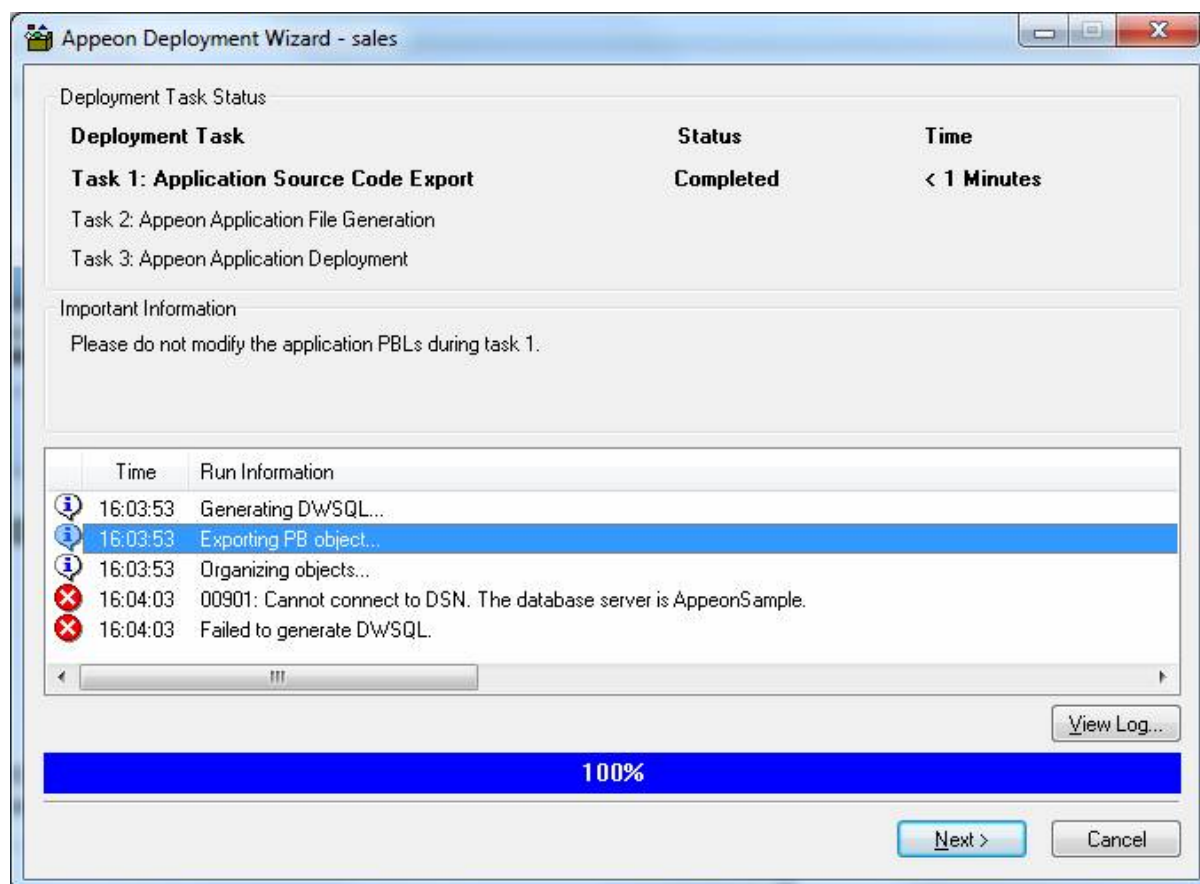 Appeon Deployment Wizard - sales
Deployment Task Status
Deployment Task Status Time
Task 1: Application Source Code Export Completed < 1 Minutes
Task 2: Appeon Application File Generation
Task 3: Appeon Application Deployment
Important Information
Please do not modify the application PBLs during task 1.
Time Run Information
16:03:53 Generating DWSQL...
16:03:53 Exporting PB object...
16:03:53 Organizing objects...
16:04:03 00901: Cannot connect to DSN. The database server is AppeonSample.
16:04:03 Failed to generate DWSQL.
View Log...
100%
Next > Cancel